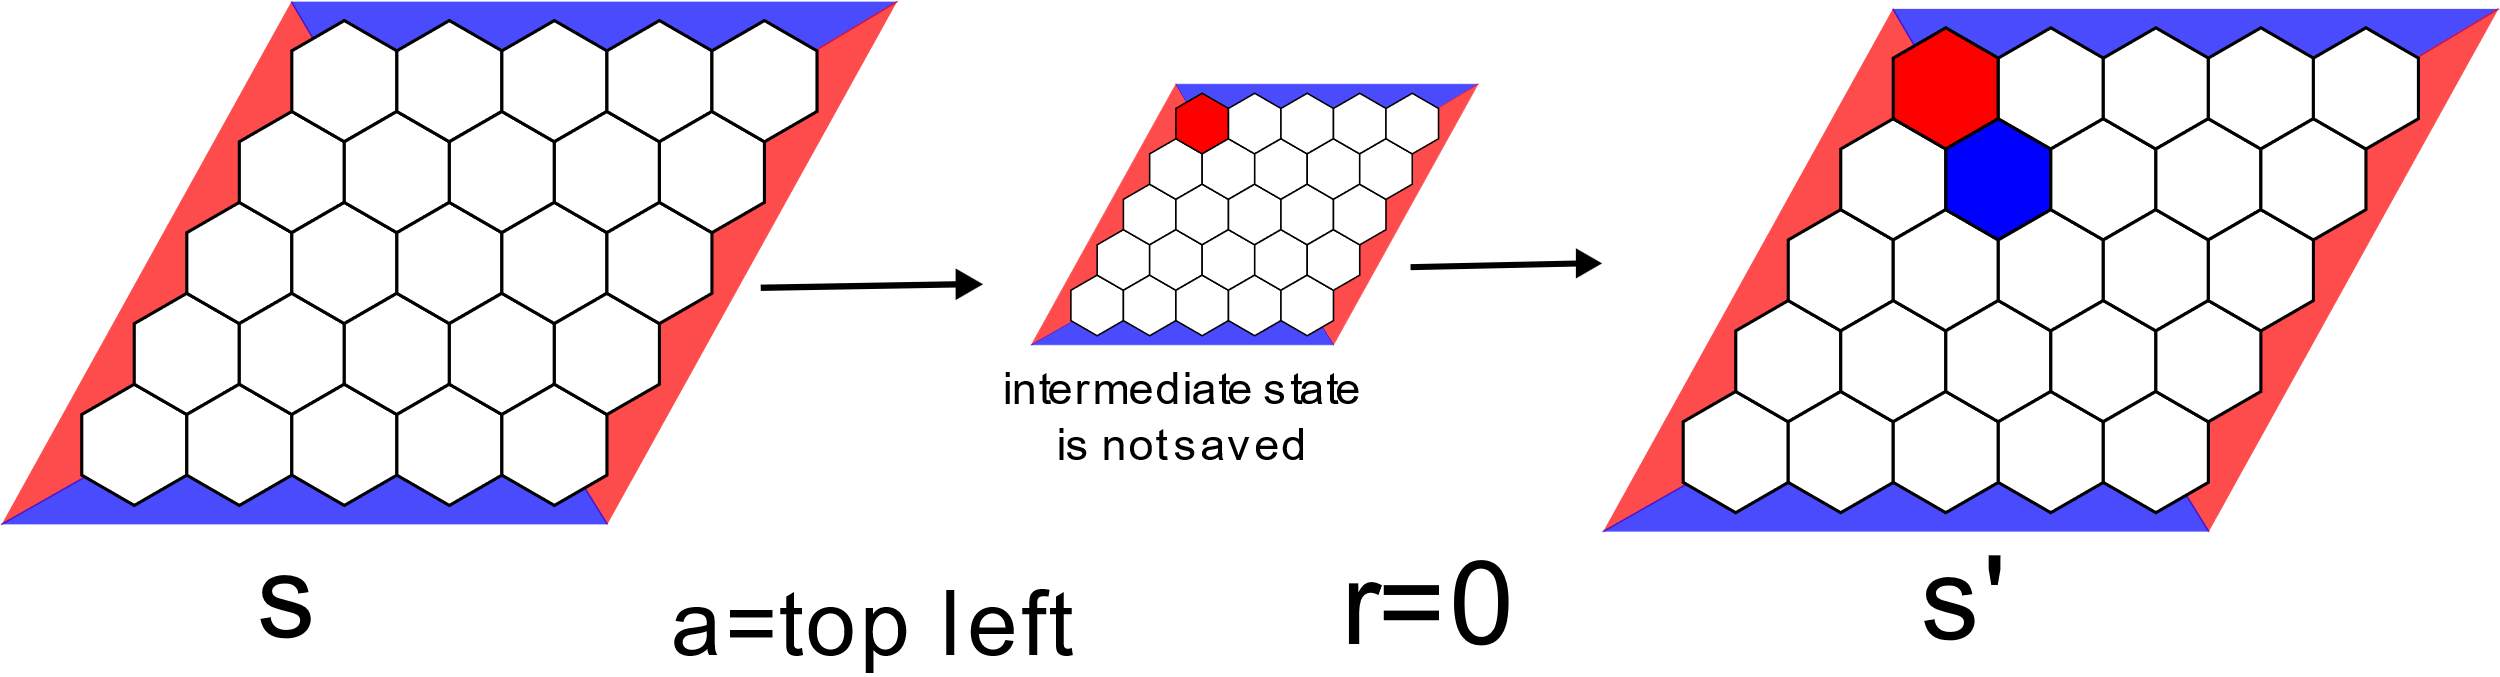 intermediate state
is not saved
s
a=top left
r=0
s'